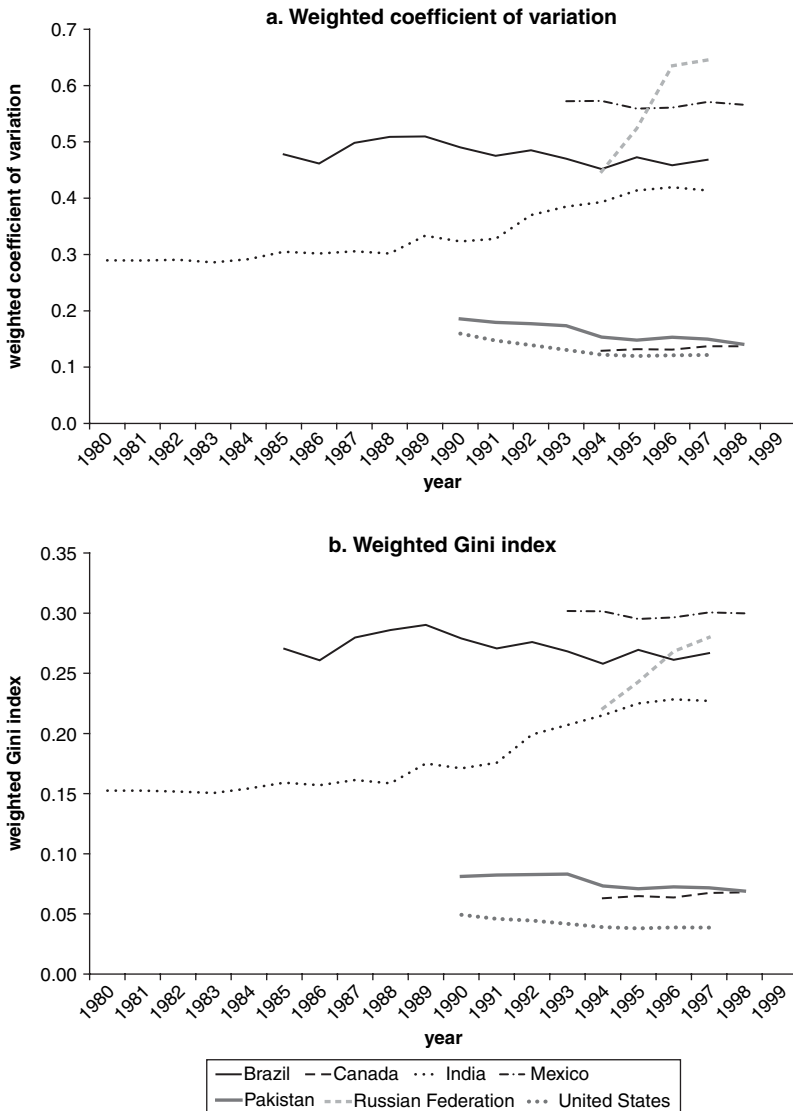 a. Weighted coefficient of variation
0.7
0.6
0.5
0.4
0.3
0.2
0.1
0.0
weighted coefficient of variation
1980 1981 1982 1983 1984 1985 1986 1987 1988 1989 1990 1991 1992 1993 1994 1995 1996 1997 1998 1999
year
b. Weighted Gini index
0.35
0.30
0.25
0.20
0.15
0.10
0.05
0.00
weighted Gini index
1980 1981 1982 1983 1984 1985 1986 1987 1988 1989 1990 1991 1992 1993 1994 1995 1996 1997 1998 1999
year
Brazil Canada India Mexico
Pakistan Russian Federation United States